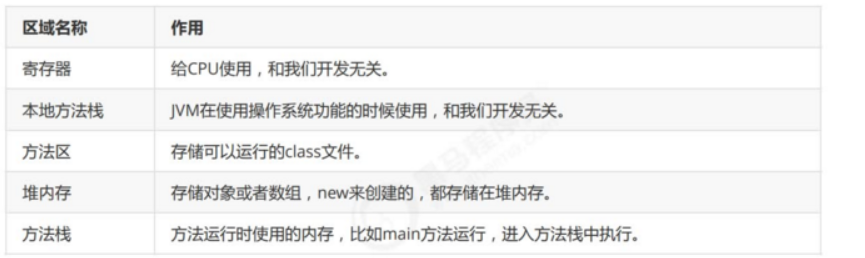 区域名称 作用
寄存器 给CPU使用，和我们开发无关。
本地方法栈 JVM在使用操作系统功能的时候使用，和我们开发无关。
方法区 存储可以运行的class文件。
堆内存 存储对象或者数组，new来创建的，都存储在堆内存。
方法栈 方法运行时使用的内存，比如main方法运行，进入方法栈中执行。